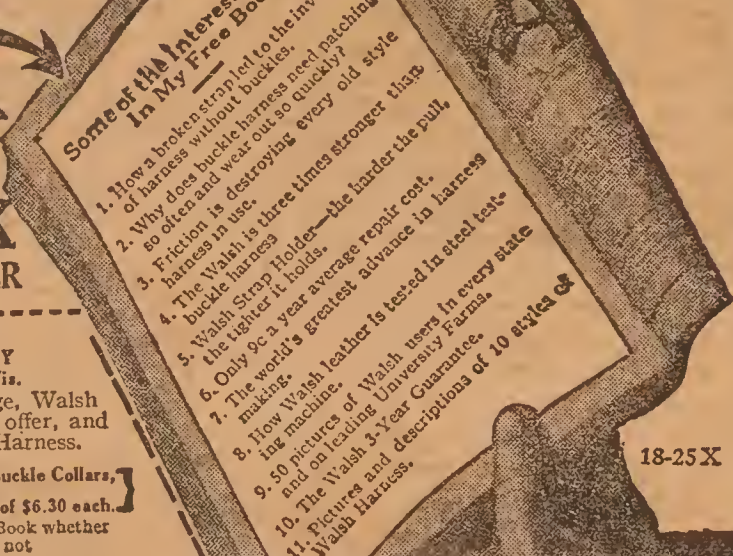 Some of the Interes
In My Free Boo
1. How a broken strap led to the inv
of harness without buckles.
2. Why does buckle harness need patching
so often and wear out so quickly?
3. Friction is destroying every old style
harness in use.
4. The Walsh is three times stronger than
buckle harness
5. Walsh Strap Holder—the harder the pull,
the tighter it holds.
6. Only 9c a year average repair cost.
7. The world's greatest advance in harness
making.
8. How Walsh leather is tested in steel test-
ing machine.
9. 50 pictures of Walsh users in every state
and on leading University Farms.
10. The Walsh 3-Year Guarantee.
11. Pictures and descriptions of 10 styles of
Walsh Harness.
X
R
Y
is.
ge, Walsh
offer, and
Harness.
uckle Collars,
of $6.30 each.
Book whether
not
18-25X